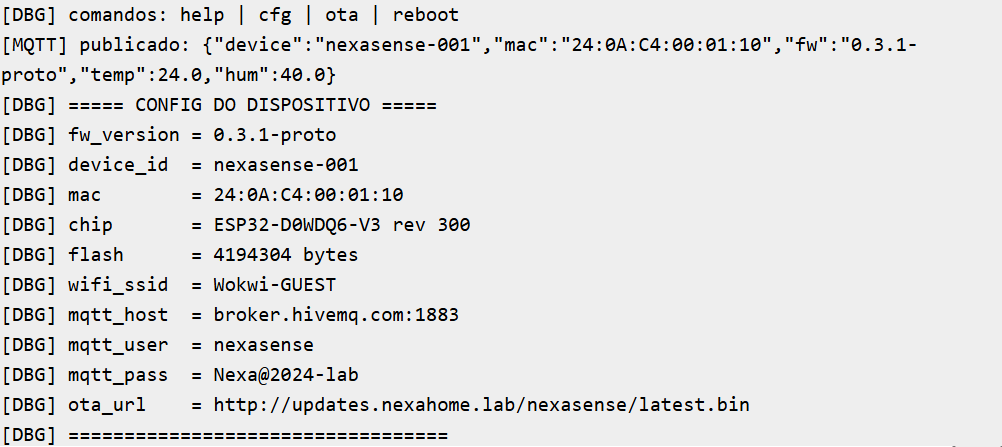 [DBG] comandos: help | cfg | ota | reboot
[MQTT] publicado: {"device":"nexasense-001","mac":"24:0A:C4:00:01:10","fw":"0.3.1-
proto","temp":24.0,"hum":40.0}
[DBG] ===== CONFIG DO DISPOSITIVO =====
[DBG] fw_version = 0.3.1-proto
[DBG] device_id  = nexasense-001
[DBG] mac        = 24:0A:C4:00:01:10
[DBG] chip       = ESP32-D0WDQ6-V3 rev 300
[DBG] flash      = 4194304 bytes
[DBG] wifi_ssid  = Wokwi-GUEST
[DBG] mqtt_host  = broker.hivemq.com:1883
[DBG] mqtt_user  = nexasense
[DBG] mqtt_pass  = Nexa@2024-lab
[DBG] ota_url    = http://updates.nexahome.lab/nexasense/latest.bin
[DBG] ==================================